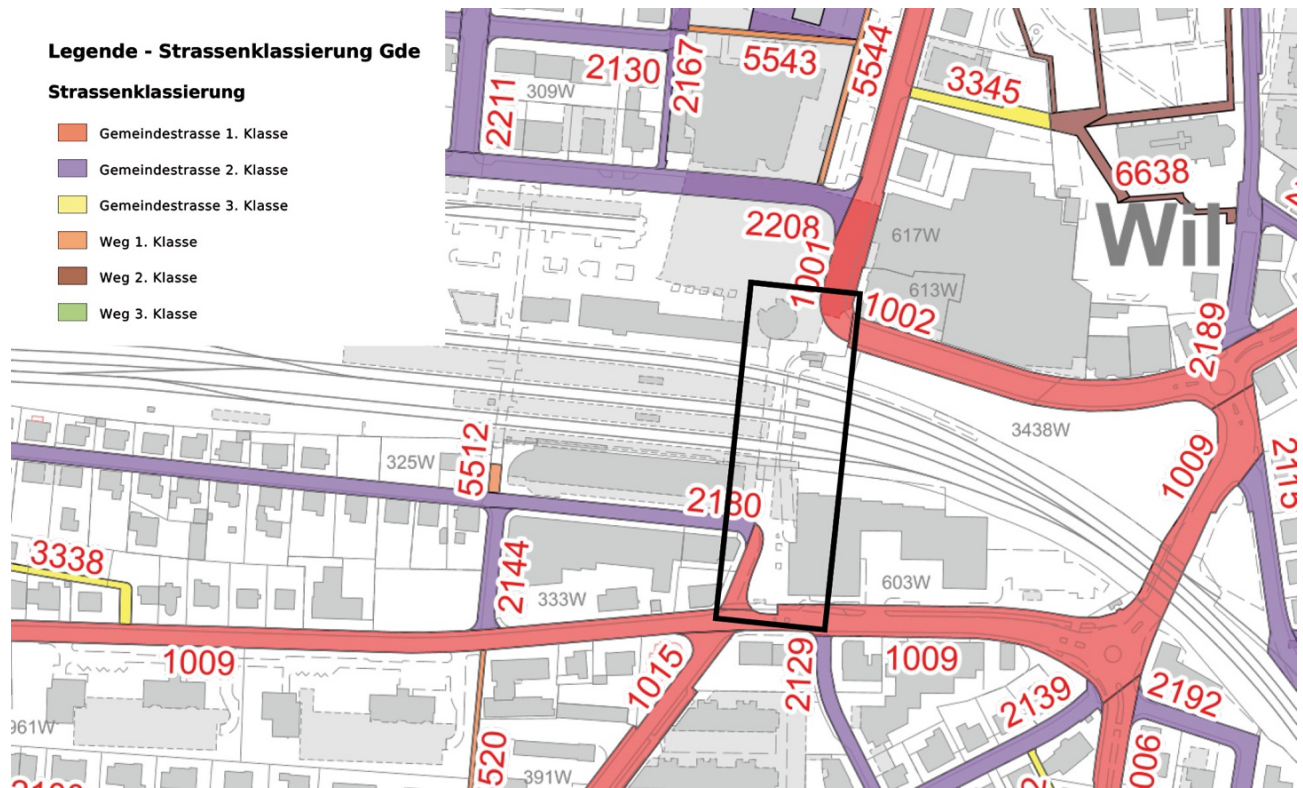 Legende - Strassenklassierung Gde
Strassenklassierung
Gemeindestrasse 1. Klasse
Gemeindestrasse 2. Klasse
Gemeindestrasse 3. Klasse
Weg 1. Klasse
Weg 2. Klasse
Weg 3. Klasse
2211
309W
2130
2167
5543
5544
3345
6638
Wil
2208
1001
617W
613W
1002
2189
3438W
1009
2115
325W
5512
2180
3338
2144
333W
603W
1009
1015
2129
1009
2139
2192
961W
520
391W